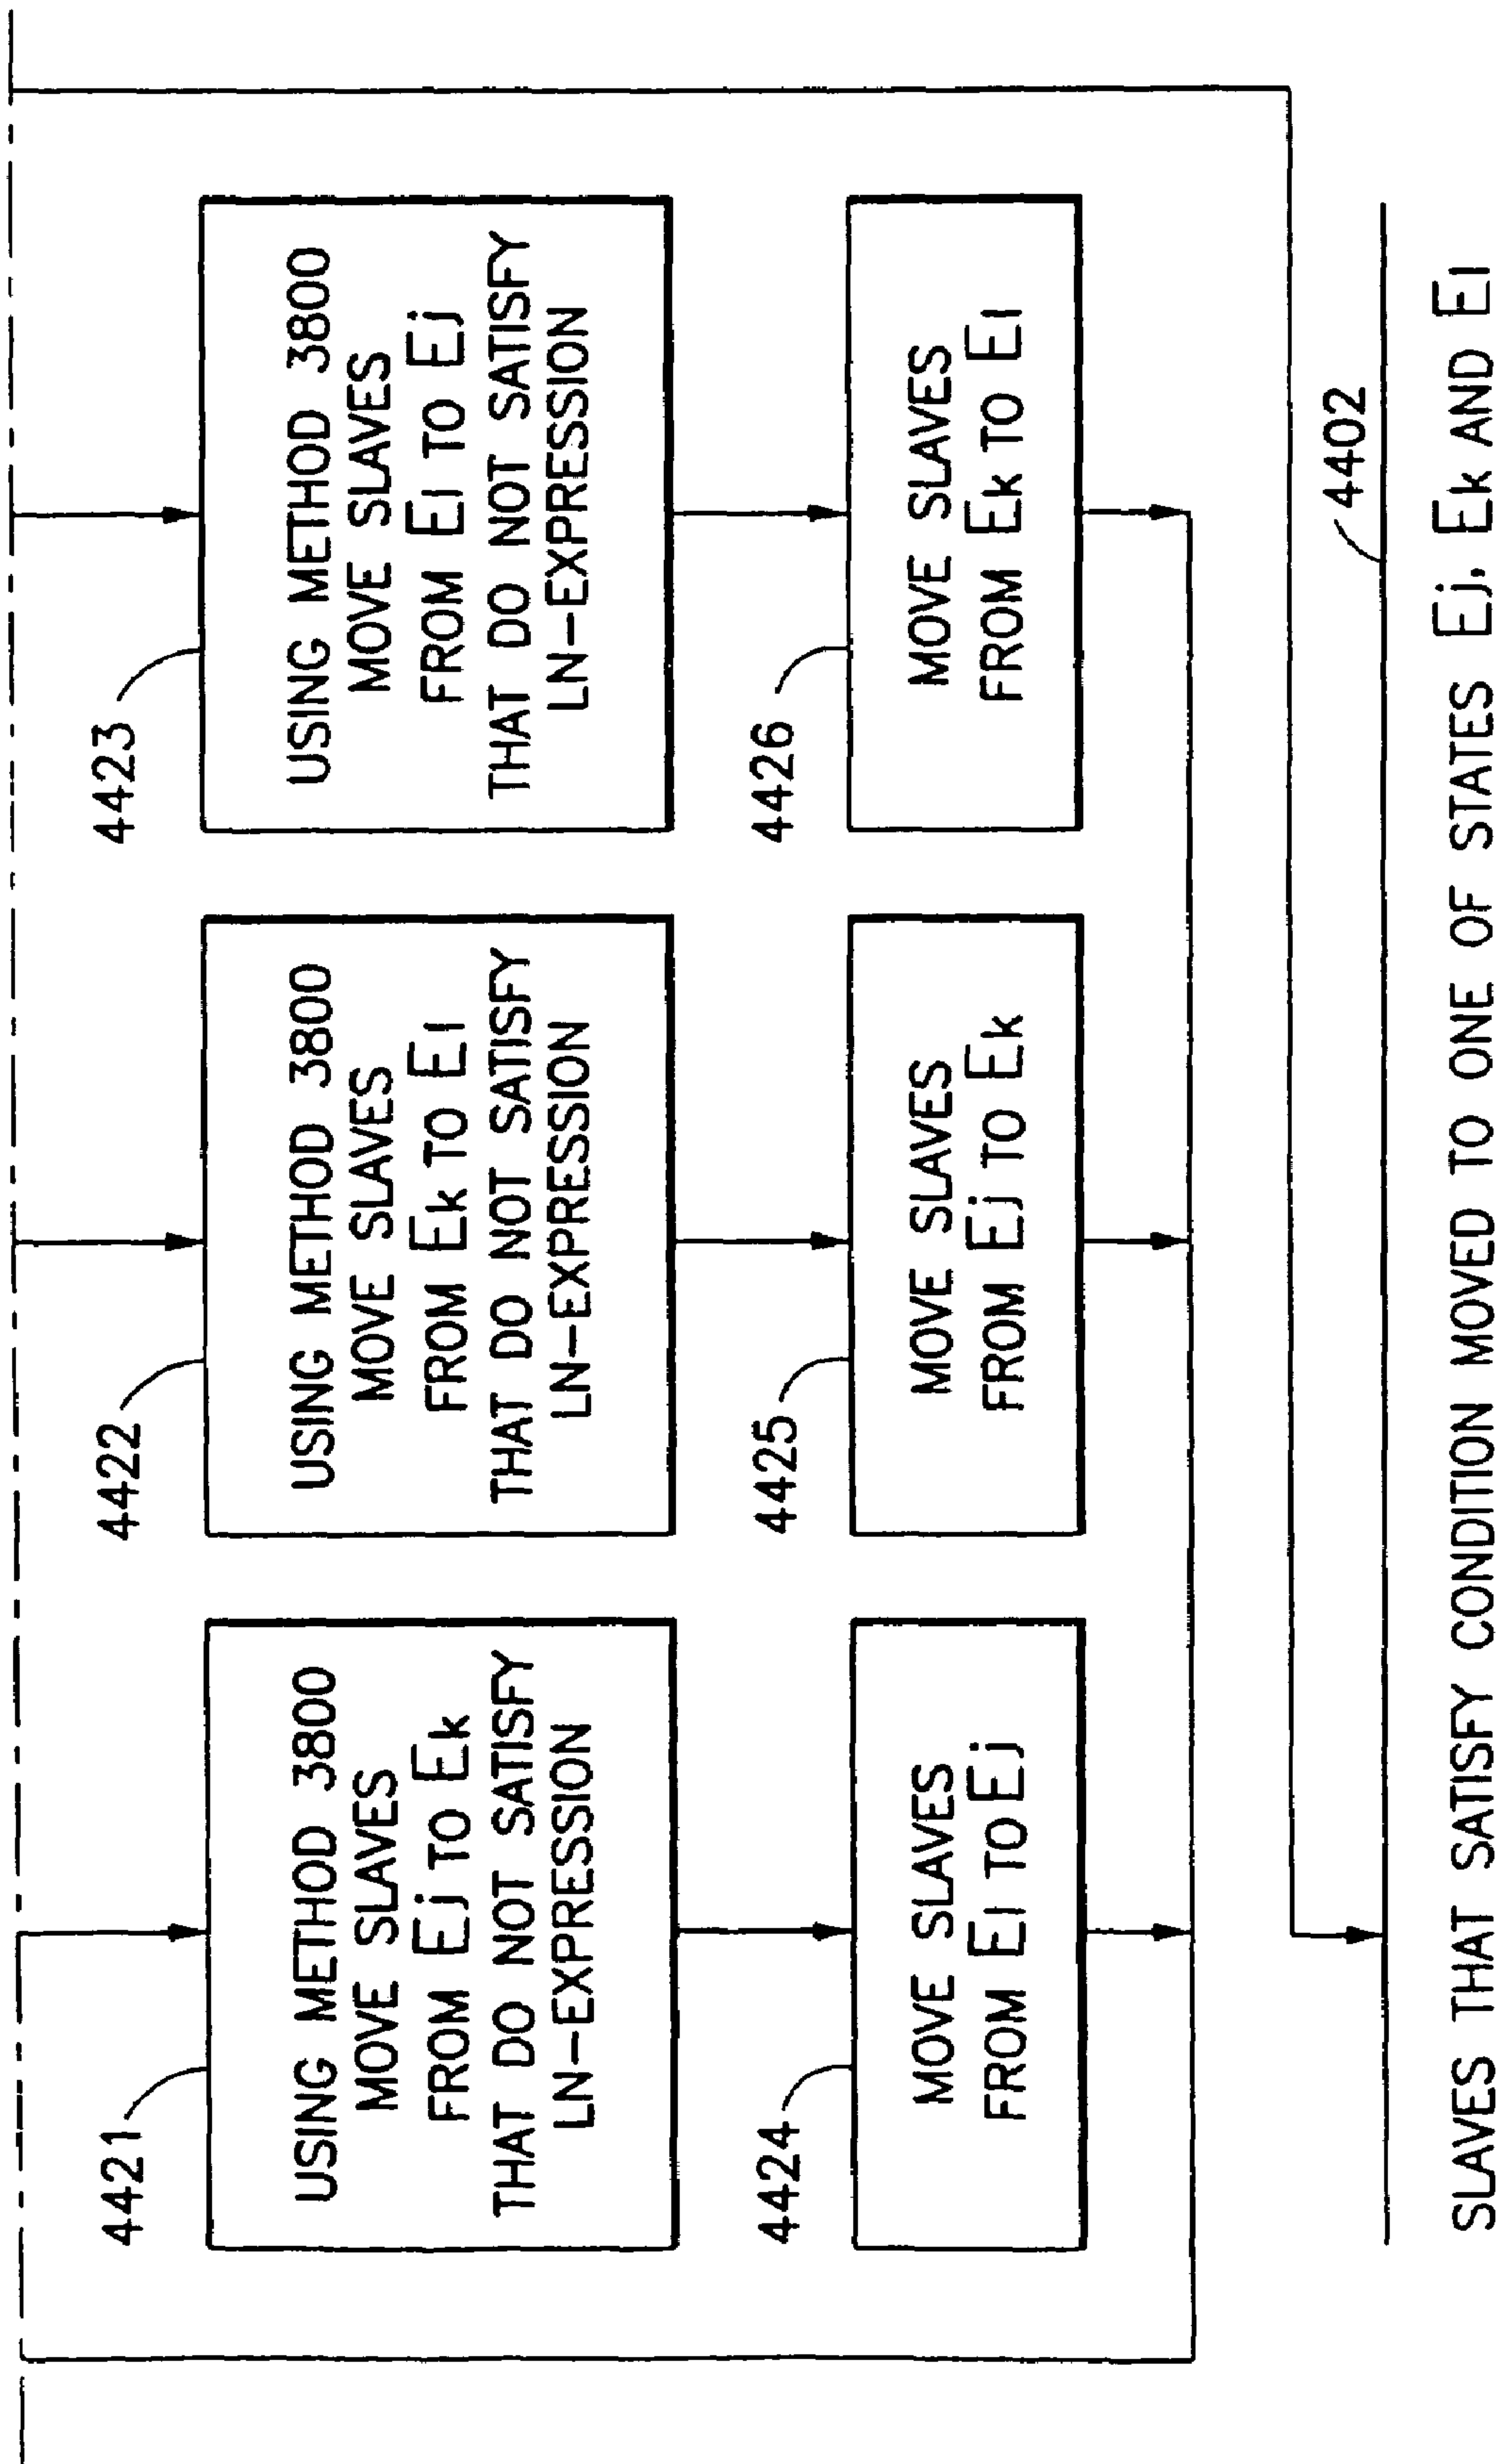 4421
USING METHOD 3800
MOVE SLAVES
FROM Ej TO Ek
THAT DO NOT SATISFY
LN-EXPRESSION
4422
USING METHOD 3800
MOVE SLAVES
FROM Ek TO El
THAT DO NOT SATISFY
LN-EXPRESSION
4423
USING METHOD 3800
MOVE SLAVES
FROM El TO Ej
THAT DO NOT SATISFY
LN-EXPRESSION
4424
MOVE SLAVES
FROM El TO Ej
4425
MOVE SLAVES
FROM Ej TO Ek
4426
MOVE SLAVES
FROM Ek TO El
4402
SLAVES THAT SATISFY CONDITION MOVED TO ONE OF STATES Ej, Ek AND El